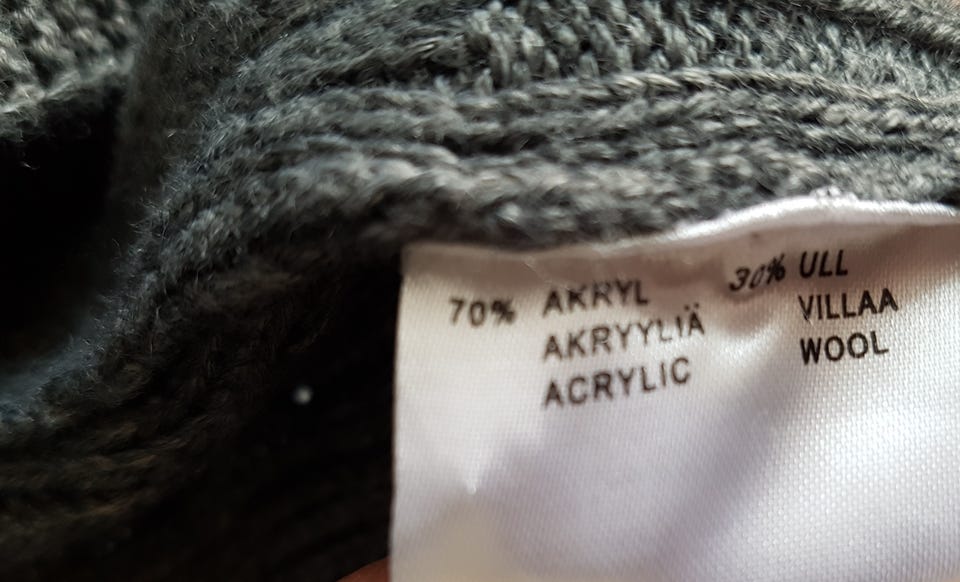 70% AKRYL 30% ULL
AKRYYLIÄ VILLAA
ACRYLIC WOOL